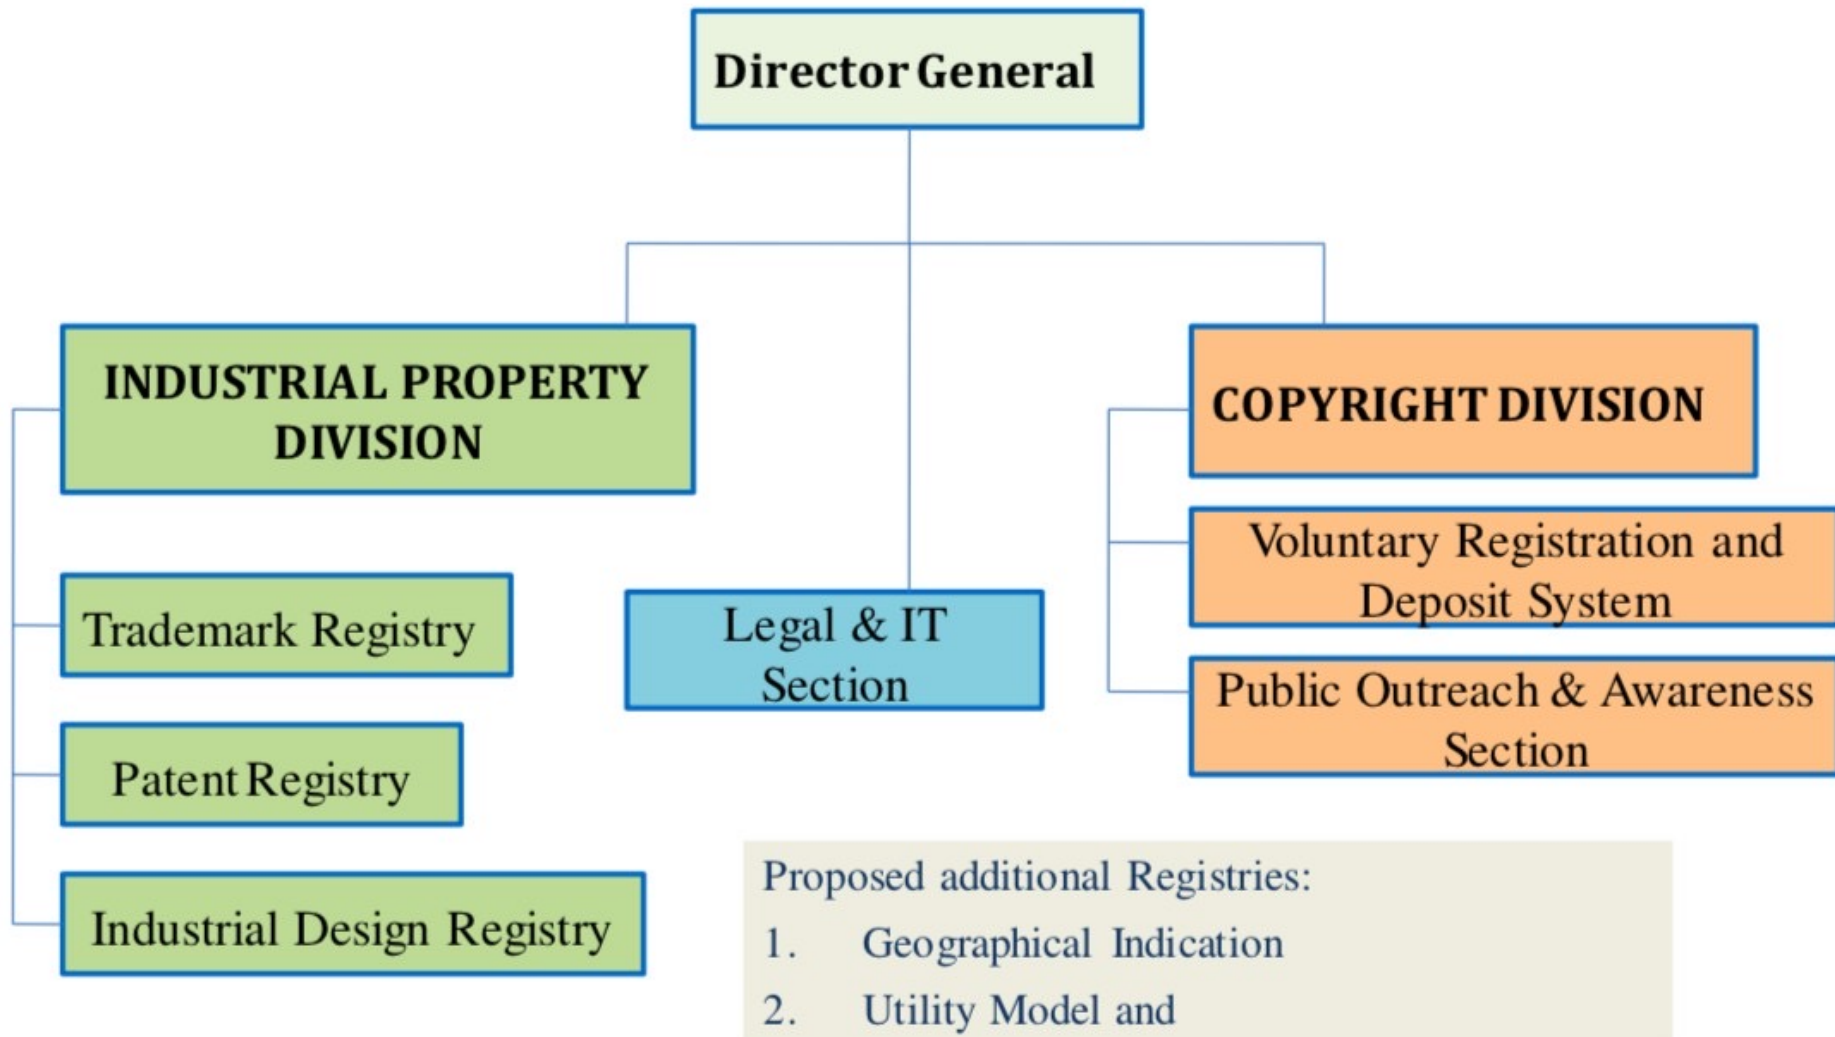 Director General
INDUSTRIAL PROPERTY
DIVISION
COPYRIGHT DIVISION
Trademark Registry
Patent Registry
Industrial Design Registry
Legal & IT
Section
Voluntary Registration and
Deposit System
Public Outreach & Awareness
Section
Proposed additional Registries:
1. Geographical Indication
2. Utility Model and